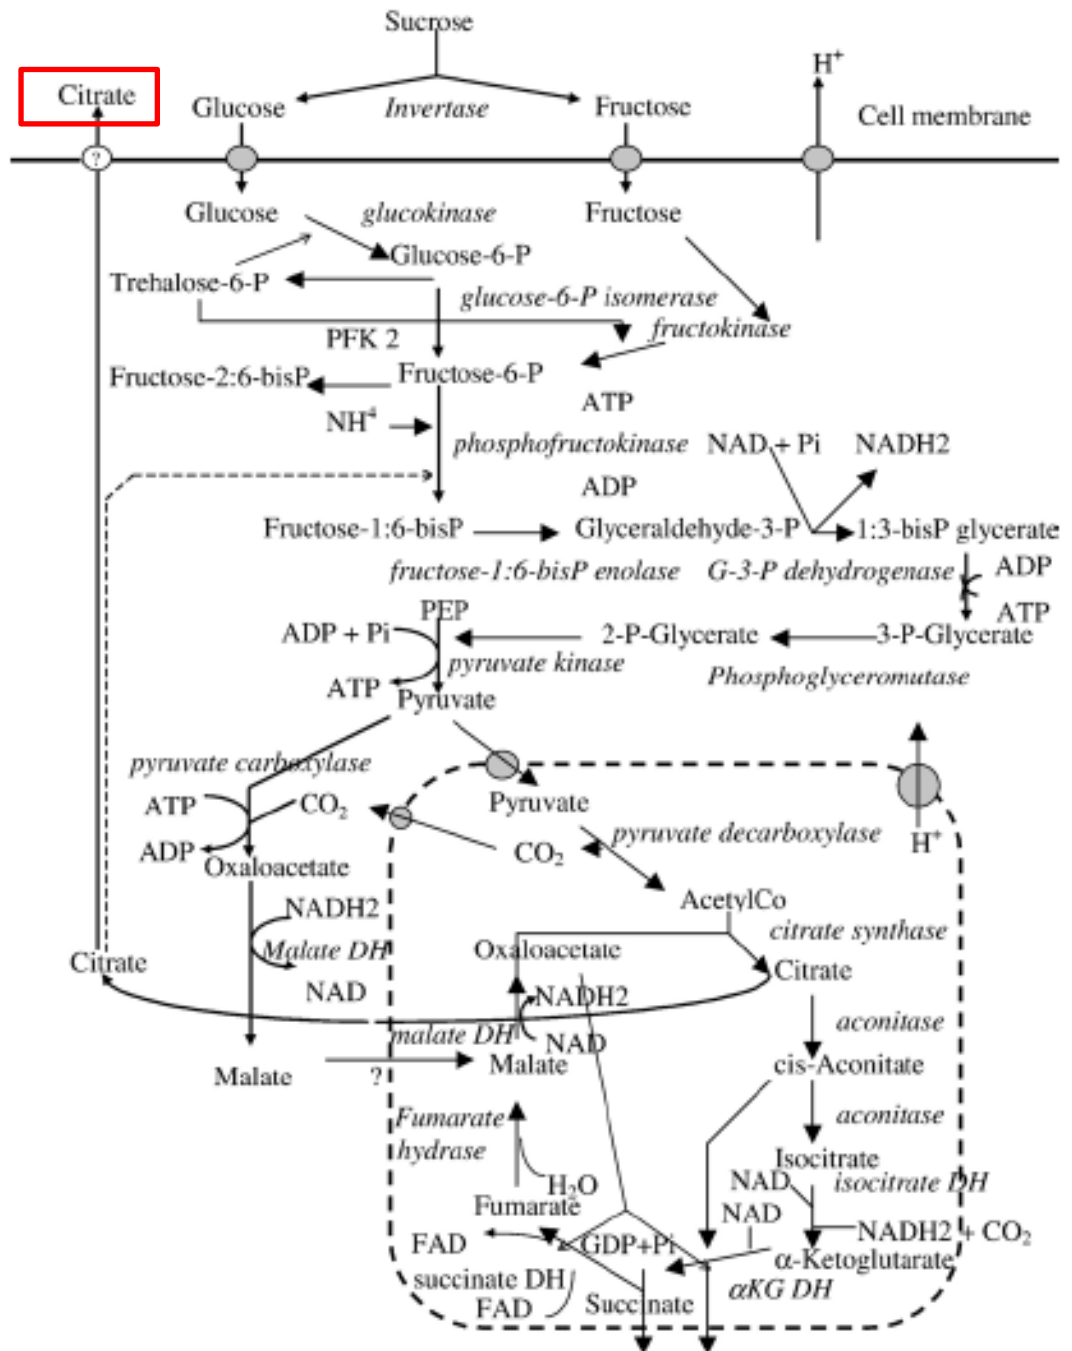 Sucrose
H+
Citrate
Glucose
Invertase
Fructose
Cell membrane
?
Glucose
glucokinase
Fructose
Glucose-6-P
Trehalose-6-P
glucose-6-P isomerase
PFK 2
fructokinase
Fructose-2:6-bisP
Fructose-6-P
ATP
NH4
phosphofructokinase
NAD + Pi
NADH2
ADP
Fructose-1:6-bisP
Glyceraldehyde-3-P
1:3-bisP glycerate
fructose-1:6-bisP enolase
G-3-P dehydrogenase
ADP
ATP
PEP
ADP + Pi
2-P-Glycerate
3-P-Glycerate
pyruvate kinase
Phosphoglyceromutase
ATP
Pyruvate
pyruvate carboxylase
ATP
CO2
Pyruvate
pyruvate decarboxylase
H+
ADP
CO2
Oxaloacetate
AcetylCo
NADH2
citrate synthase
Malate DH
Oxaloacetate
Citrate
Citrate
NAD
NADH2
aconitase
malate DH
NAD
Malate
?
Malate
cis-Aconitate
aconitase
Fumarate
hydrase
Isocitrate
NAD
isocitrate DH
H2O
Fumarate
NAD
NADH2 + CO2
FAD
GDP+Pi
α-Ketoglutarate
succinate DH
αKG DH
FAD
Succinate